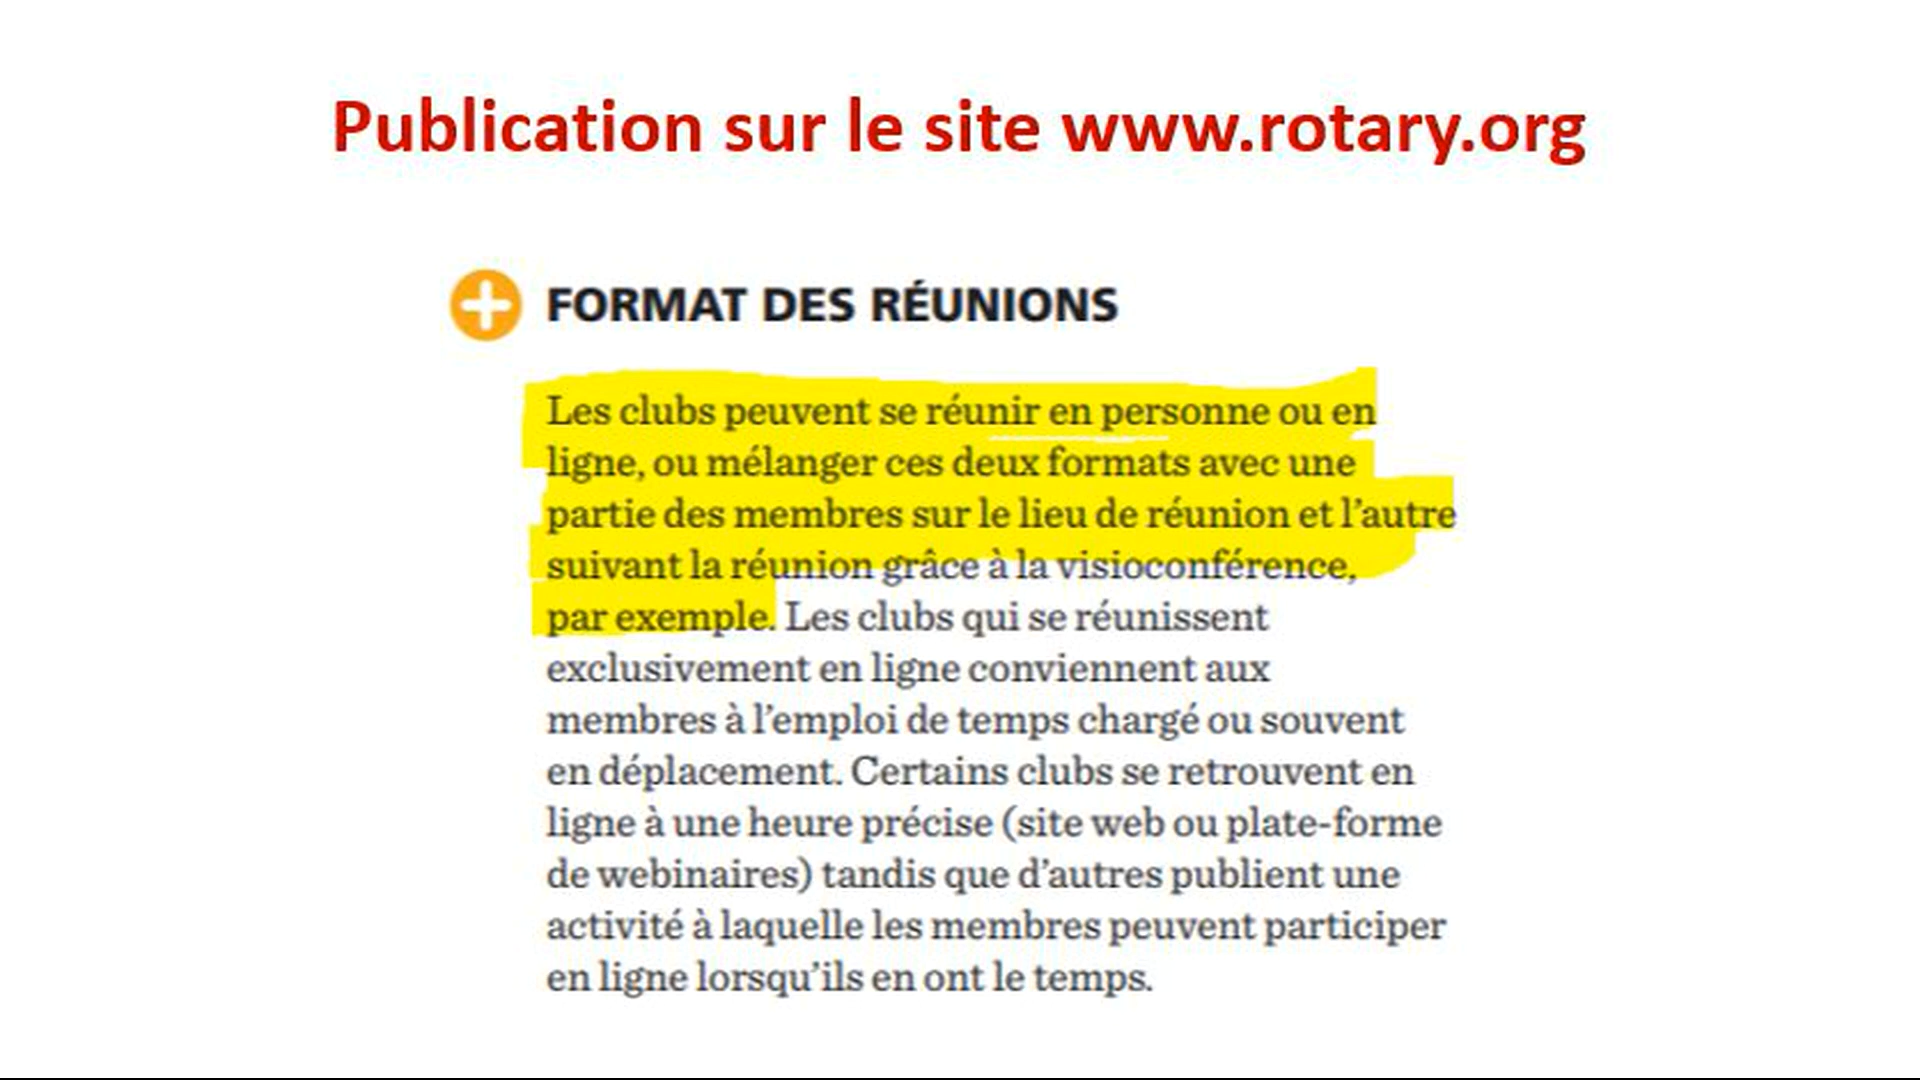 Publication sur le site www.rotary.org
FORMAT DES RÉUNIONS
Les clubs peuvent se réunir en personne ou en
ligne, ou mélanger ces deux formats avec une
partie des membres sur le lieu de réunion et l’autre
suivant la réunion grâce à la visioconférence,
par exemple. Les clubs qui se réunissent
exclusivement en ligne conviennent aux
membres à l’emploi de temps chargé ou souvent
en déplacement. Certains clubs se retrouvent en
ligne à une heure précise (site web ou plate-forme
de webinaires) tandis que d’autres publient une
activité à laquelle les membres peuvent participer
en ligne lorsqu’ils en ont le temps.